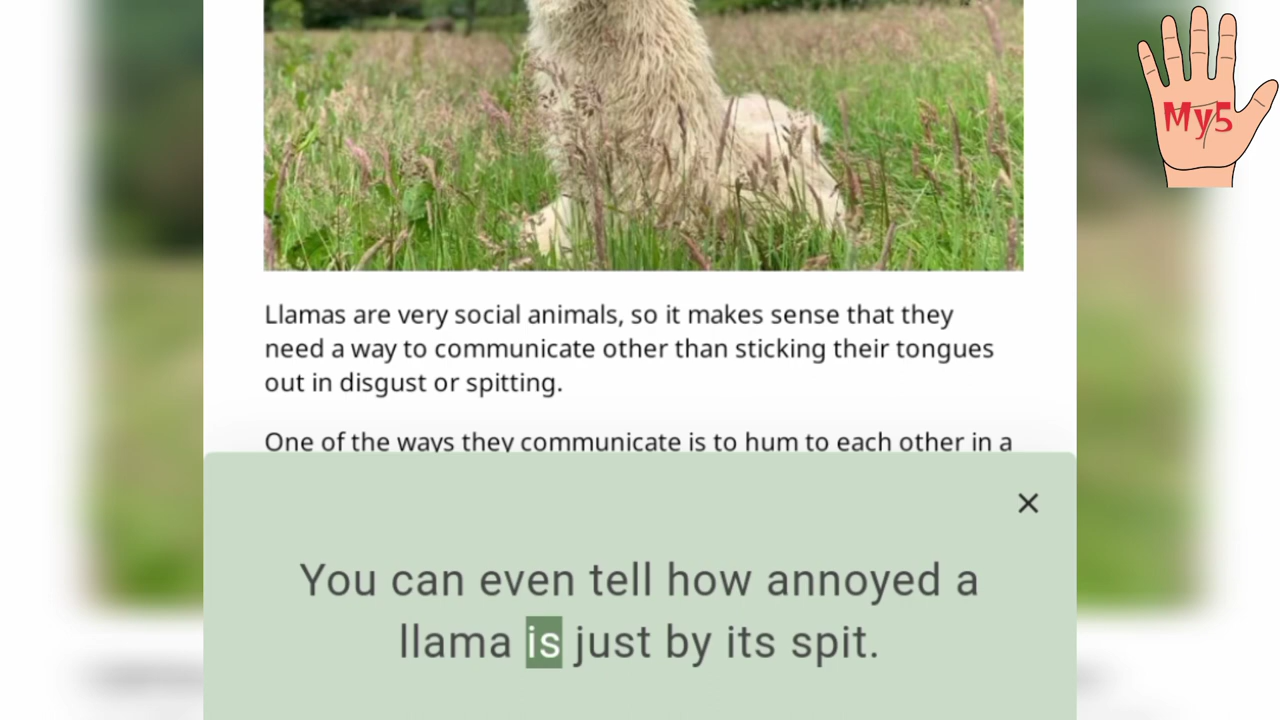 My5
Llamas are very social animals, so it makes sense that they
need a way to communicate other than sticking their tongues
out in disgust or spitting.
One of the ways they communicate is to hum to each other in a
×
You can even tell how annoyed a
llama is just by its spit.